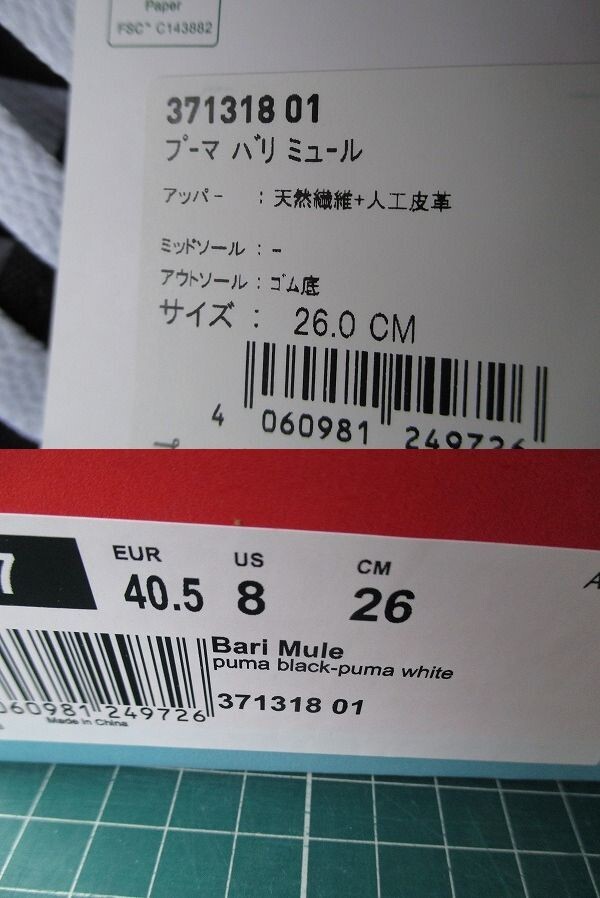 Paper
FSC™ C143882
371318 01
プーマ バリ ミュール
アッパー : 天然繊維+人工皮革
ミッドソール : -
アウトソール : ゴム底
サイズ : 26.0 CM
4 060981 249726
7
EUR US CM
40.5 8 26
Bari Mule
puma black-puma white
060981 249726
371318 01
Made in China